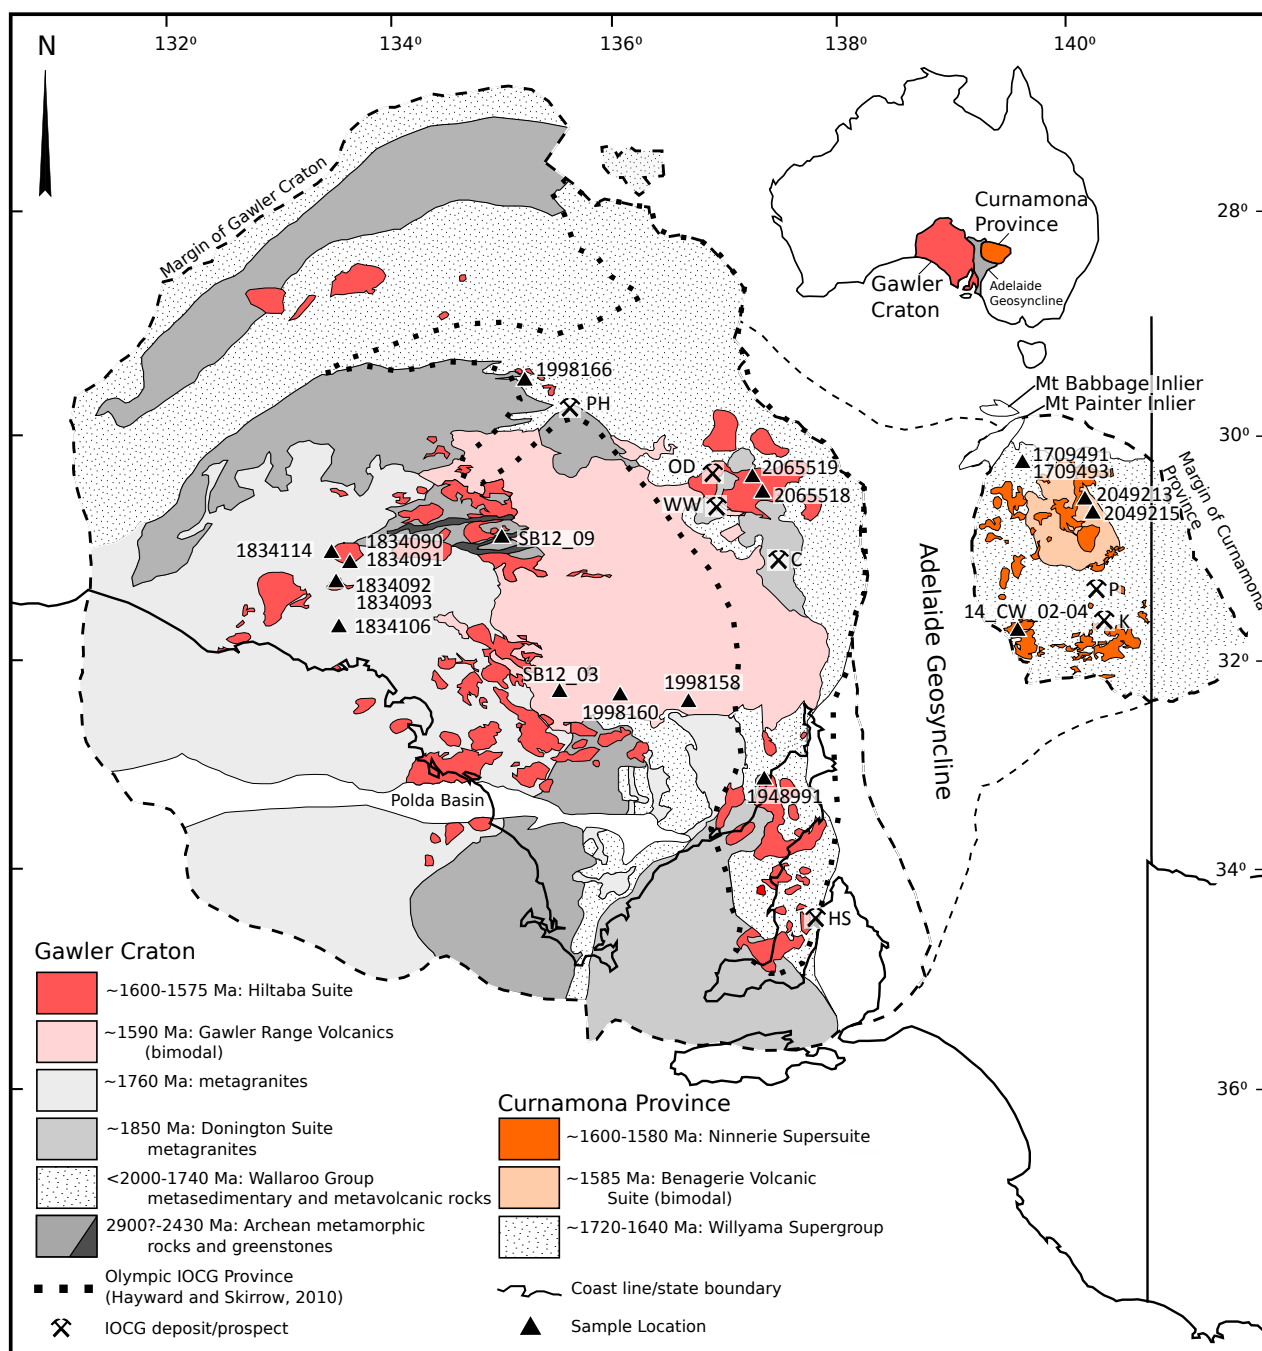 132⁰
134⁰
136⁰
138⁰
140⁰
N
28⁰
30⁰
32⁰
34⁰
36⁰
Margin of Gawler Craton
Curnamona
Province
Gawler
Craton
Adelaide
Geosyncline
Mt Babbage Inlier
Mt Painter Inlier
1998166
PH
OD
WW
2065519
2065518
C
1709491
1709493
2049213
2049215
Margin of Curnamona
Province
P
K
14_CW_02-04
Adelaide Geosyncline
1834114
1834090
1834091
1834092
1834093
1834106
SB12_09
SB12_03
1998160
1998158
1948991
Polda Basin
HS
Gawler Craton
~1600-1575 Ma: Hiltaba Suite
~1590 Ma: Gawler Range Volcanics
(bimodal)
~1760 Ma: metagranites
~1850 Ma: Donington Suite
metagranites
<2000-1740 Ma: Wallaroo Group
metasedimentary and metavolcanic rocks
2900?-2430 Ma: Archean metamorphic
rocks and greenstones
Olympic IOCG Province
(Hayward and Skirrow, 2010)
IOCG deposit/prospect
Curnamona Province
~1600-1580 Ma: Ninnerie Supersuite
~1585 Ma: Benagerie Volcanic
Suite (bimodal)
~1720-1640 Ma: Willyama Supergroup
Coast line/state boundary
Sample Location